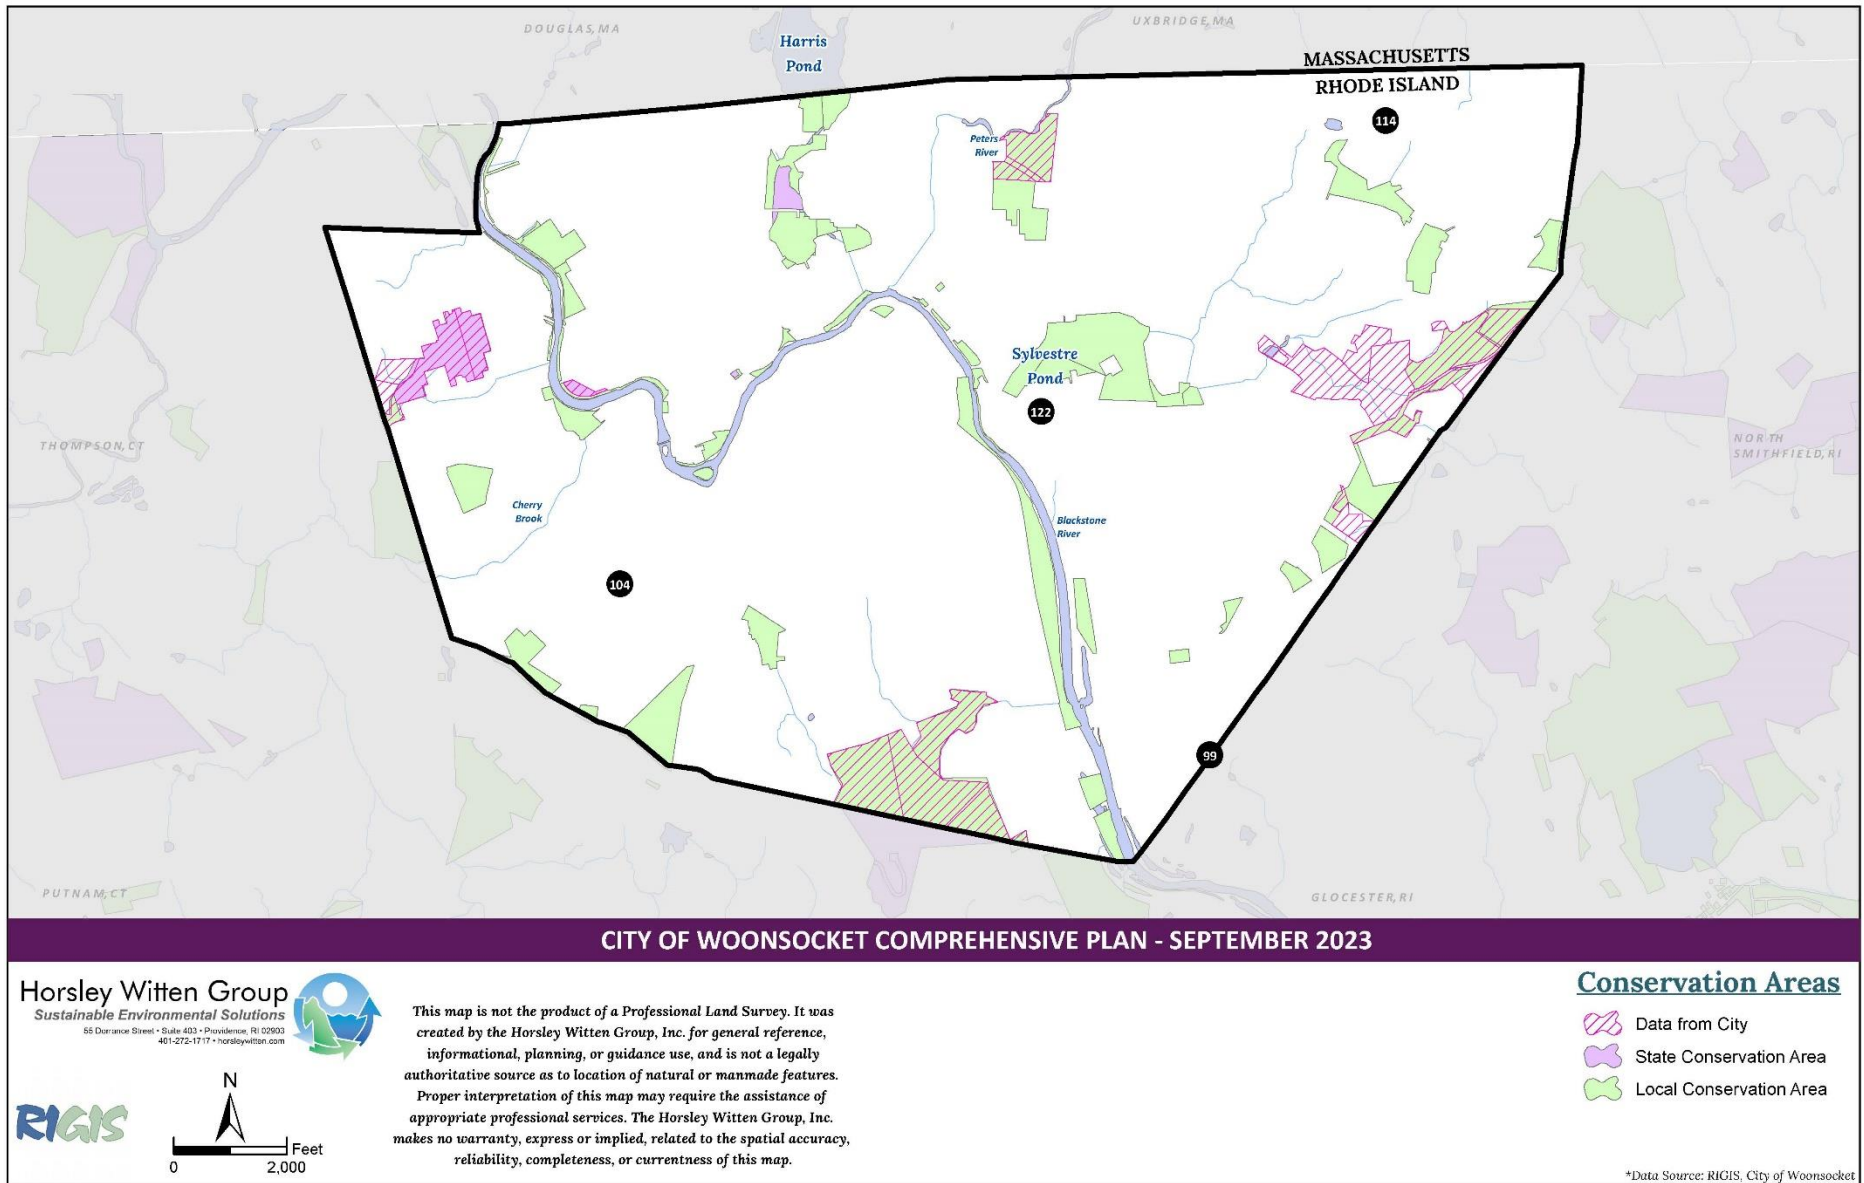 DOUGLAS, MA
UXBRIDGE, MA
Harris
Pond
MASSACHUSETTS
RHODE ISLAND
114
Peters
River
Sylvestre
Pond
122
THOMPSON, CT
NORTH
SMITHFIELD, RI
Cherry
Brook
Blackstone
River
104
99
PUTNAM, CT
GLOCESTER, RI
CITY OF WOONSOCKET COMPREHENSIVE PLAN - SEPTEMBER 2023
Horsley Witten Group
Sustainable Environmental Solutions
55 Dorrance Street • Suite 403 • Providence, RI 02903
401-272-1717 • horsleywitten.com
RIGIS
N
Feet
0 2,000
This map is not the product of a Professional Land Survey. It was
created by the Horsley Witten Group, Inc. for general reference,
informational, planning, or guidance use, and is not a legally
authoritative source as to location of natural or manmade features.
Proper interpretation of this map may require the assistance of
appropriate professional services. The Horsley Witten Group, Inc.
makes no warranty, express or implied, related to the spatial accuracy,
reliability, completeness, or currentness of this map.
Conservation Areas
Data from City
State Conservation Area
Local Conservation Area
*Data Source: RIGIS, City of Woonsocket